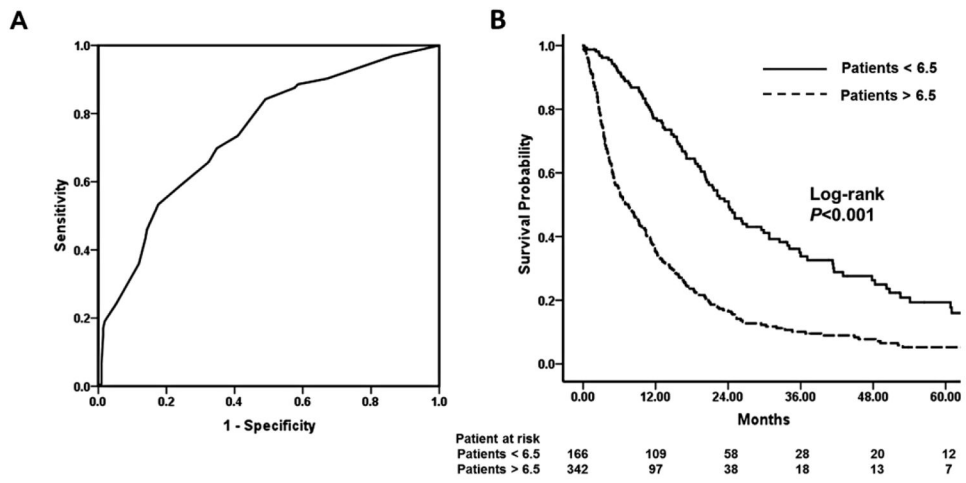 A
Sensitivity
1.0
0.8
0.6
0.4
0.2
0.0
0.0 0.2 0.4 0.6 0.8 1.0
1 - Specificity
B
Survival Probability
1.0
0.8
0.6
0.4
0.2
0.0
Patients < 6.5
Patients > 6.5
Log-rank
P<0.001
0.00 12.00 24.00 36.00 48.00 60.00
Months
Patient at risk
Patients < 6.5 166 109 58 28 20 12
Patients > 6.5 342 97 38 18 13 7